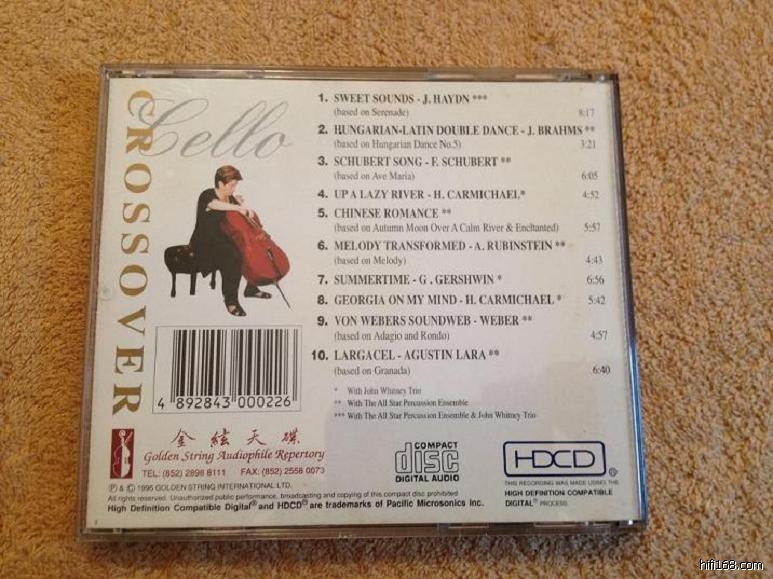 CROSSOVER
Cello
1. SWEET SOUNDS - J. HAYDN ***
(based on Serenade) 8:17
2. HUNGARIAN-LATIN DOUBLE DANCE - J. BRAHMS **
(based on Hungarian Dance No.5) 3:21
3. SCHUBERT SONG - F. SCHUBERT **
(based on Ave Maria) 6:05
4. UP A LAZY RIVER - H. CARMICHAEL* 4:52
5. CHINESE ROMANCE **
(based on Autumn Moon Over A Calm River & Enchanted) 5:57
6. MELODY TRANSFORMED - A. RUBINSTEIN **
(based on Melody) 4:43
7. SUMMERTIME - G . GERSHWIN * 6:56
8. GEORGIA ON MY MIND - H. CARMICHAEL * 5:42
9. VON WEBERS SOUNDWEB - WEBER **
(based on Adagio and Rondo) 4:57
10. LARGACEL - AGUSTIN LARA **
(based on Granada) 6:40
* With John Whitney Trio
** With The All Star Percussion Ensemble
*** With The All Star Percussion Ensemble & John Whitney Trio
4 892843 000226
金絃天碟
Golden String Audiophile Repertory
TEL: (852) 2898 8111 FAX: (852) 2558 0073
℗ & © 1995 GOLDEN STRING INTERNATIONAL LTD.
All rights reserved. Unauthorized public performance, broadcasting and copying of this compact disc prohibited
High Definition Compatible Digital® and HDCD® are trademarks of Pacific Microsonics Inc.
COMPACT
disc
DIGITAL AUDIO
HDCD®
THIS RECORDING WAS MADE USING THE
HIGH DEFINITION COMPATIBLE
DIGITAL® PROCESS.
hifi168.com